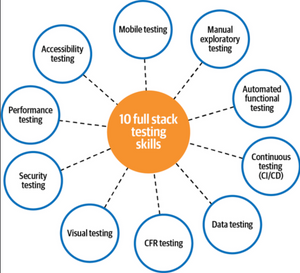 Mobile testing
Manual
exploratory
testing
Automated
functional
testing
Continuous
testing
(CI/CD)
Data testing
CFR testing
Visual testing
Security
testing
Performance
testing
Accessibility
testing
10 full stack
testing
skills